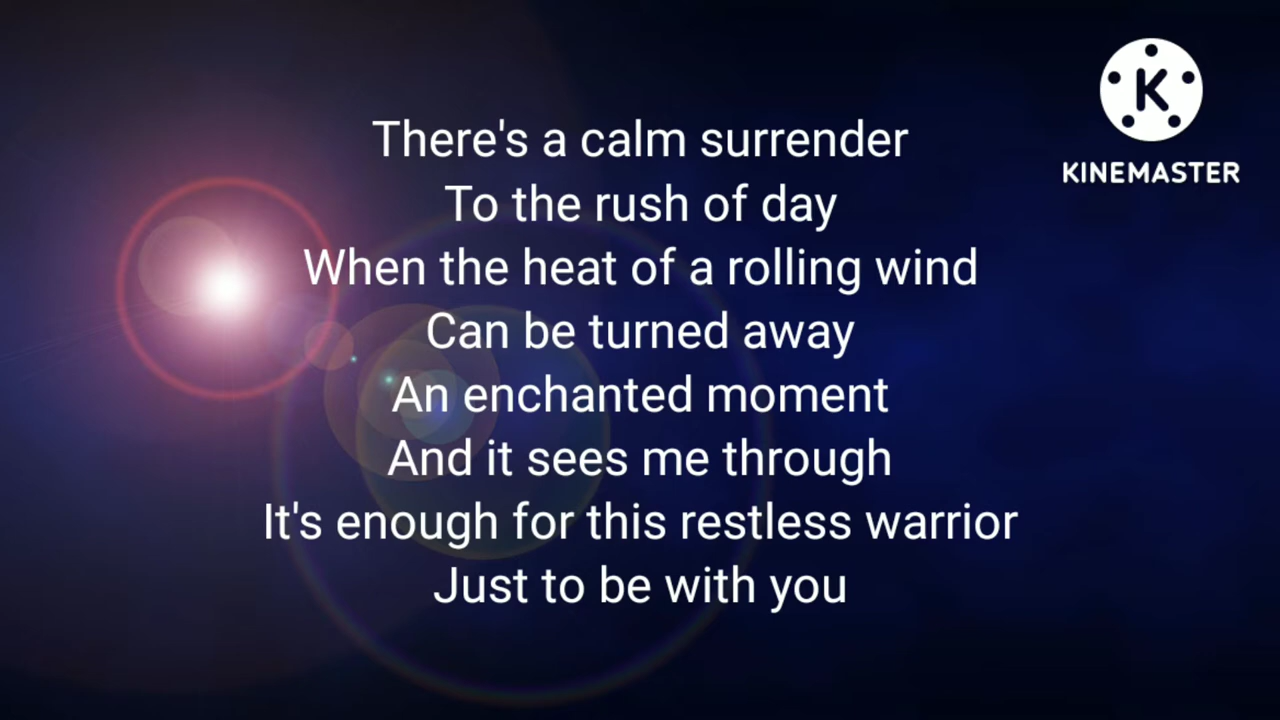 There's a calm surrender
To the rush of day
When the heat of a rolling wind
Can be turned away
An enchanted moment
And it sees me through
It's enough for this restless warrior
Just to be with you
K
KINEMASTER